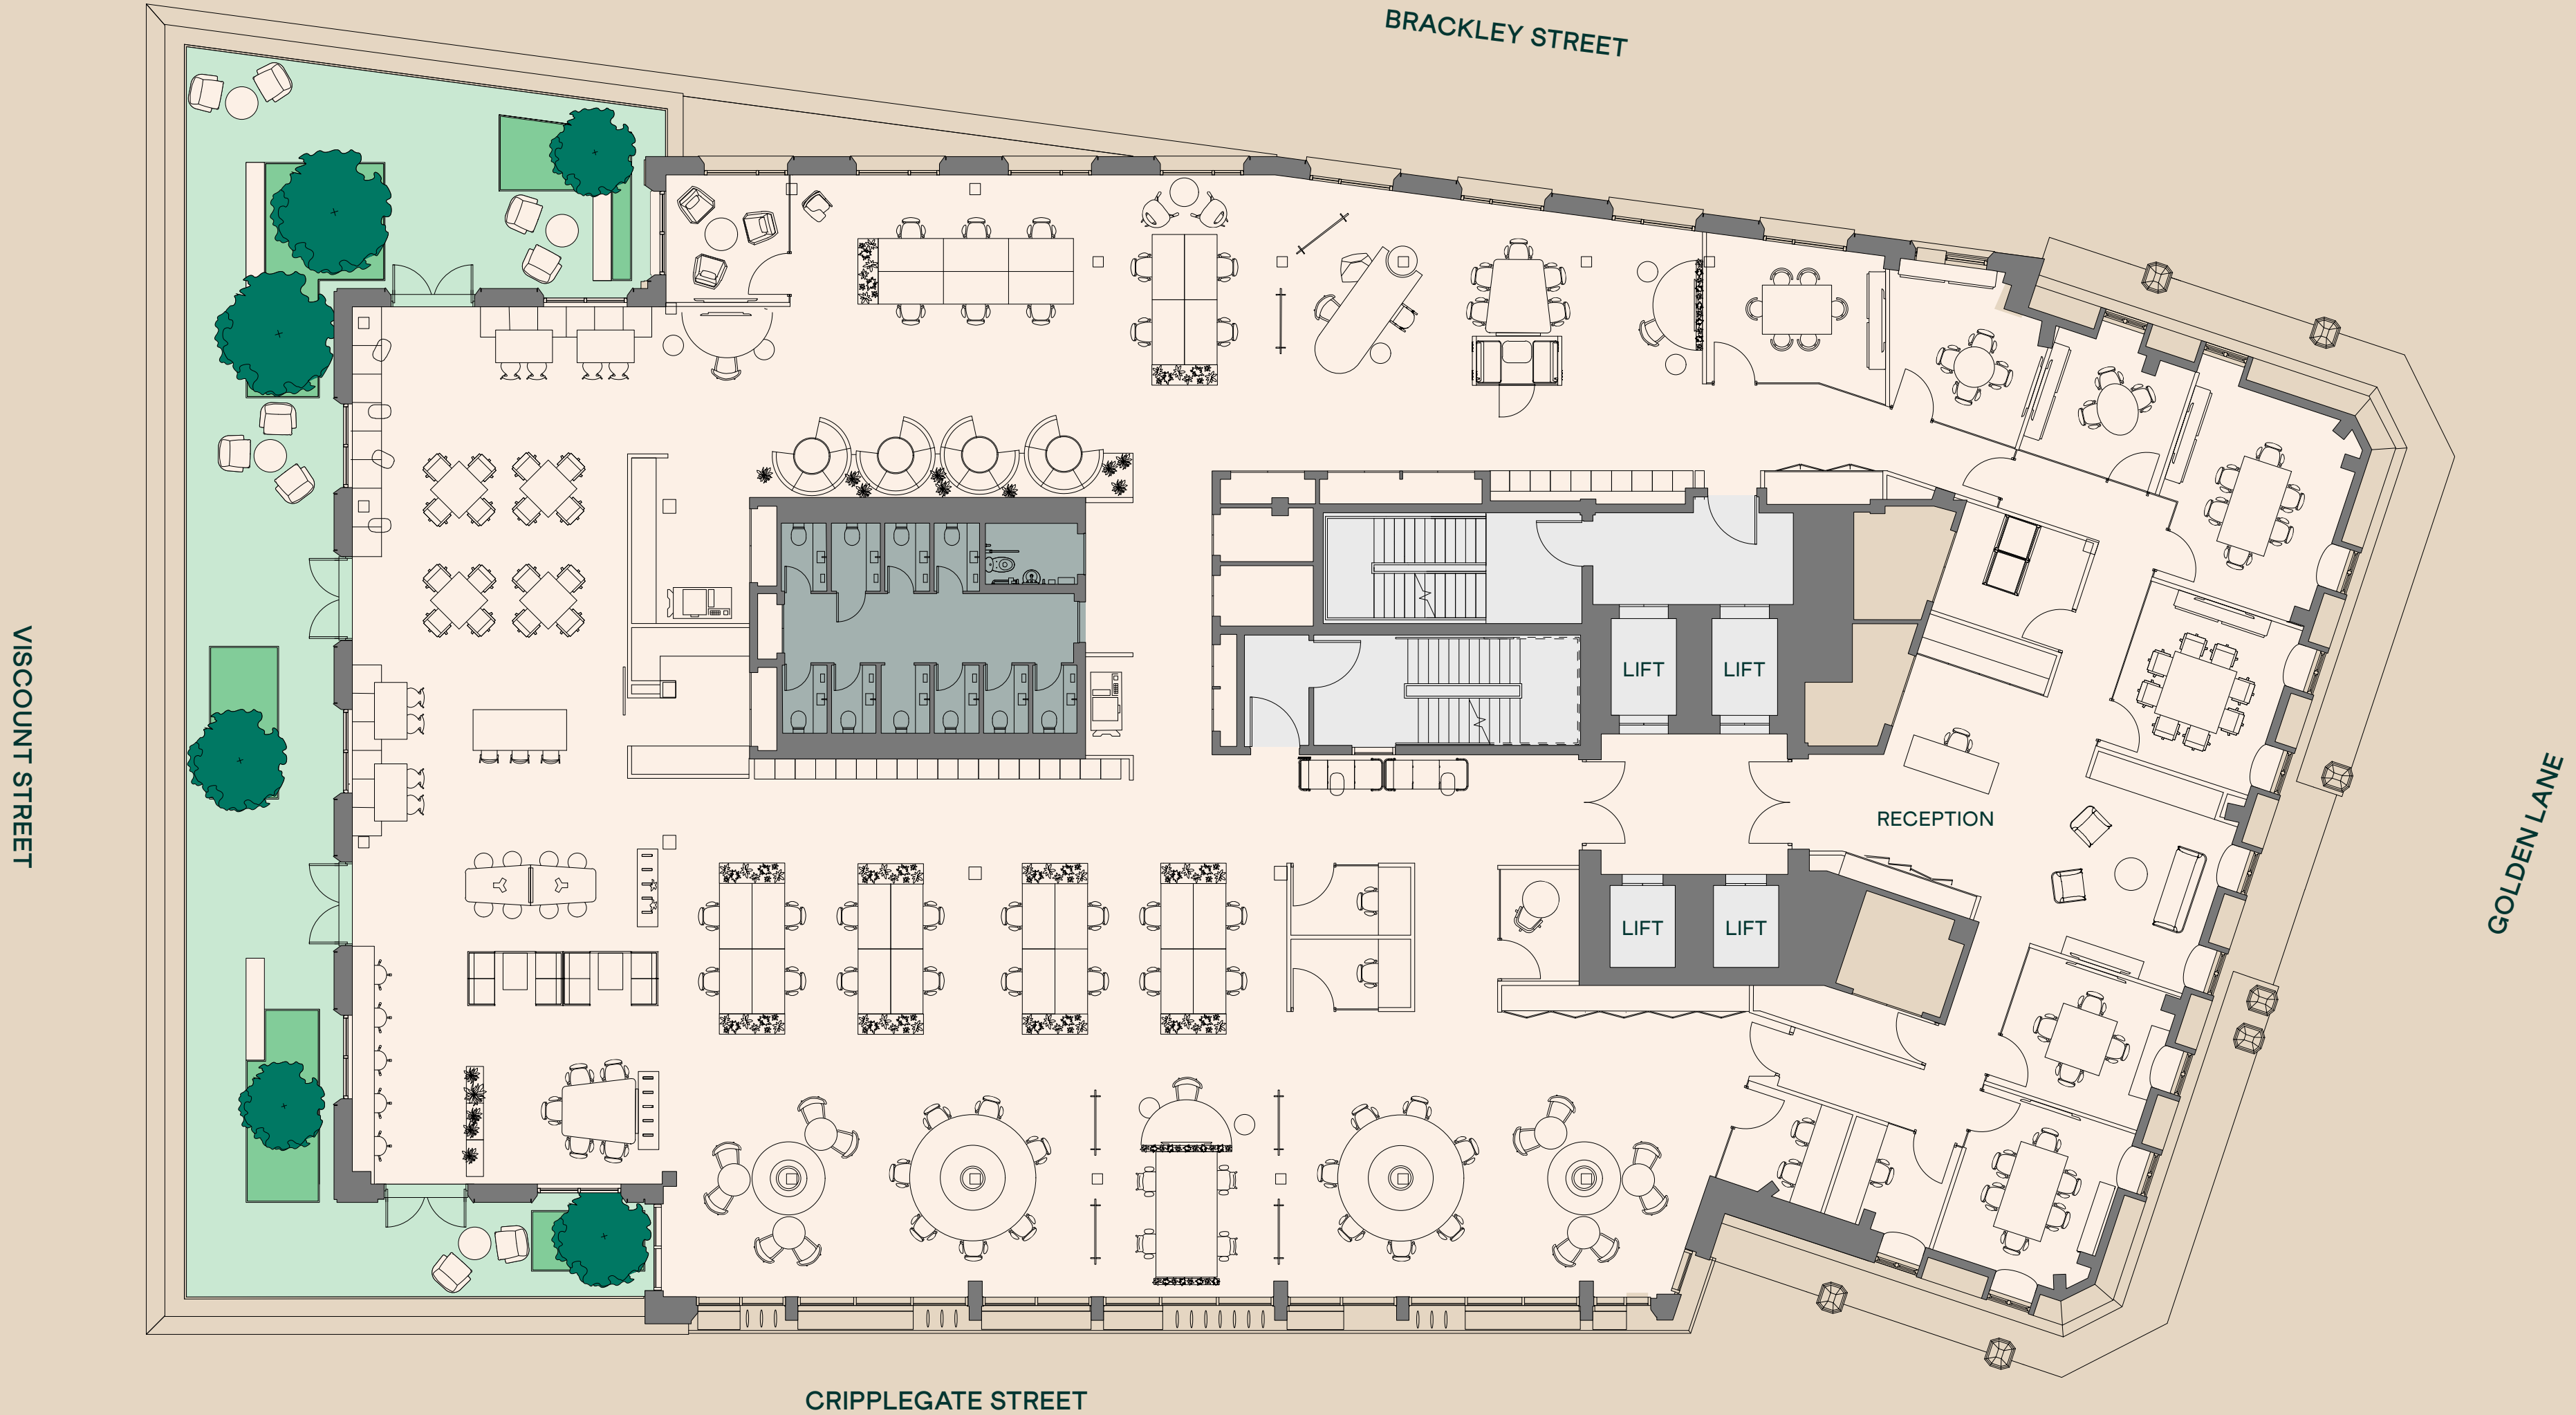 BRACKLEY STREET
VISCOUNT STREET
LIFT
LIFT
RECEPTION
GOLDEN LANE
LIFT
LIFT
CRIPPLEGATE STREET